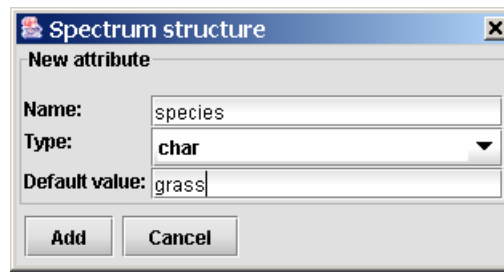 Spectrum structure
New attribute
Name: species
Type: char
Default value: grass
Add Cancel